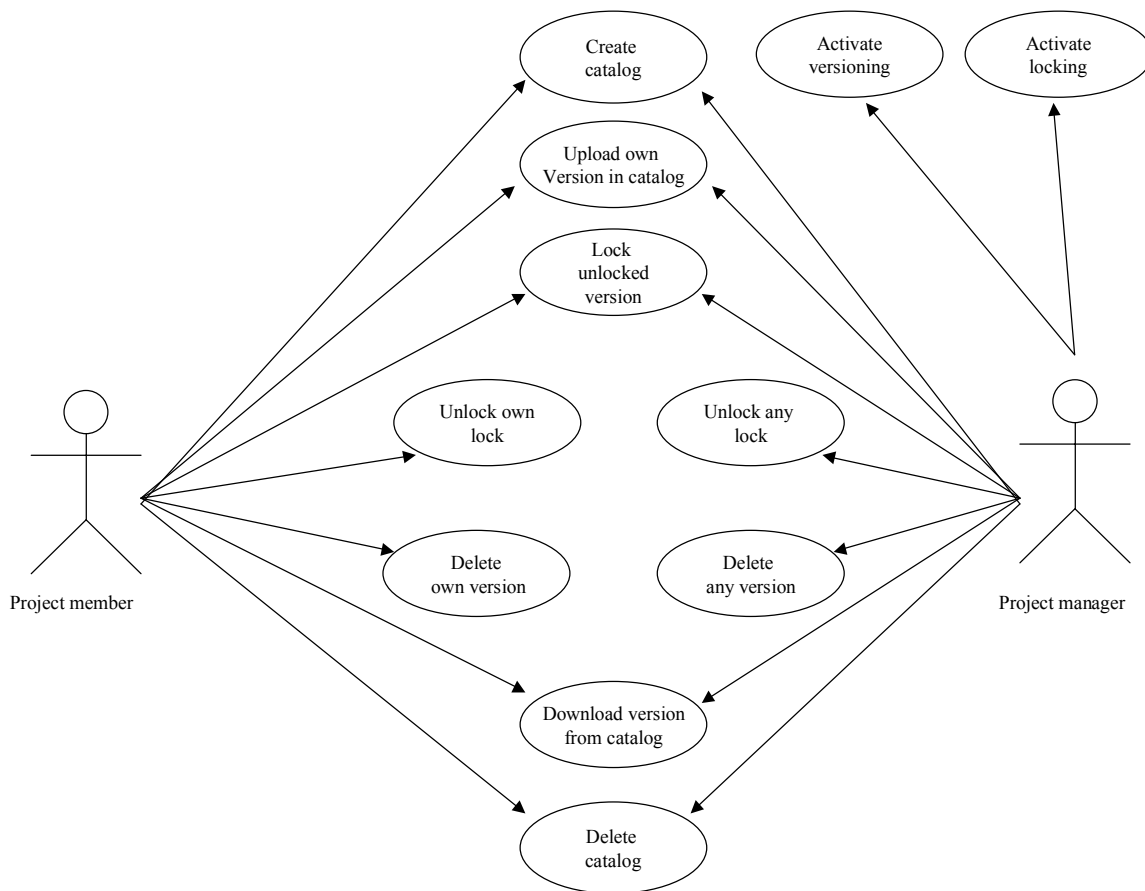 Create
catalog
Activate
versioning
Activate
locking
Upload own
Version in catalog
Lock
unlocked
version
Unlock own
lock
Unlock any
lock
Delete
own version
Delete
any version
Project member
Project manager
Download version
from catalog
Delete
catalog